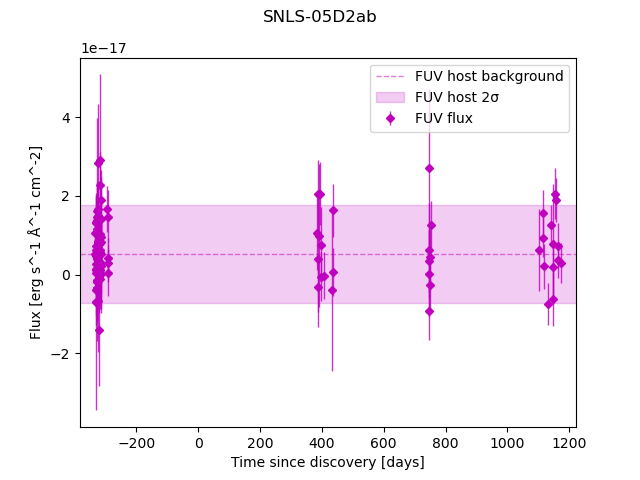 SNLS-05D2ab
1e−17
FUV host background
FUV host 2σ
FUV flux
4
2
0
−2
Flux [erg s^-1 Å^-1 cm^-2]
−200 0 200 400 600 800 1000 1200
Time since discovery [days]